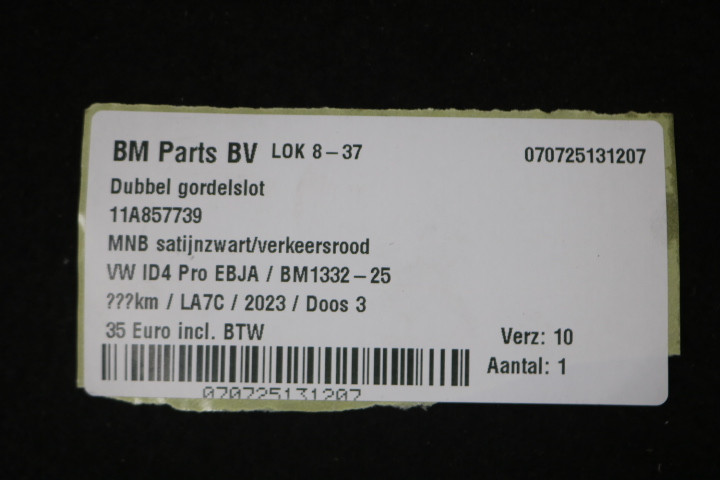 BM Parts BV LOK 8-37 070725131207
Dubbel gordelslot
11A857739
MNB satijnzwart/verkeersrood
VW ID4 Pro EBJA / BM1332-25
???km / LA7C / 2023 / Doos 3
35 Euro incl. BTW Verz: 10
Aantal: 1
070725131207